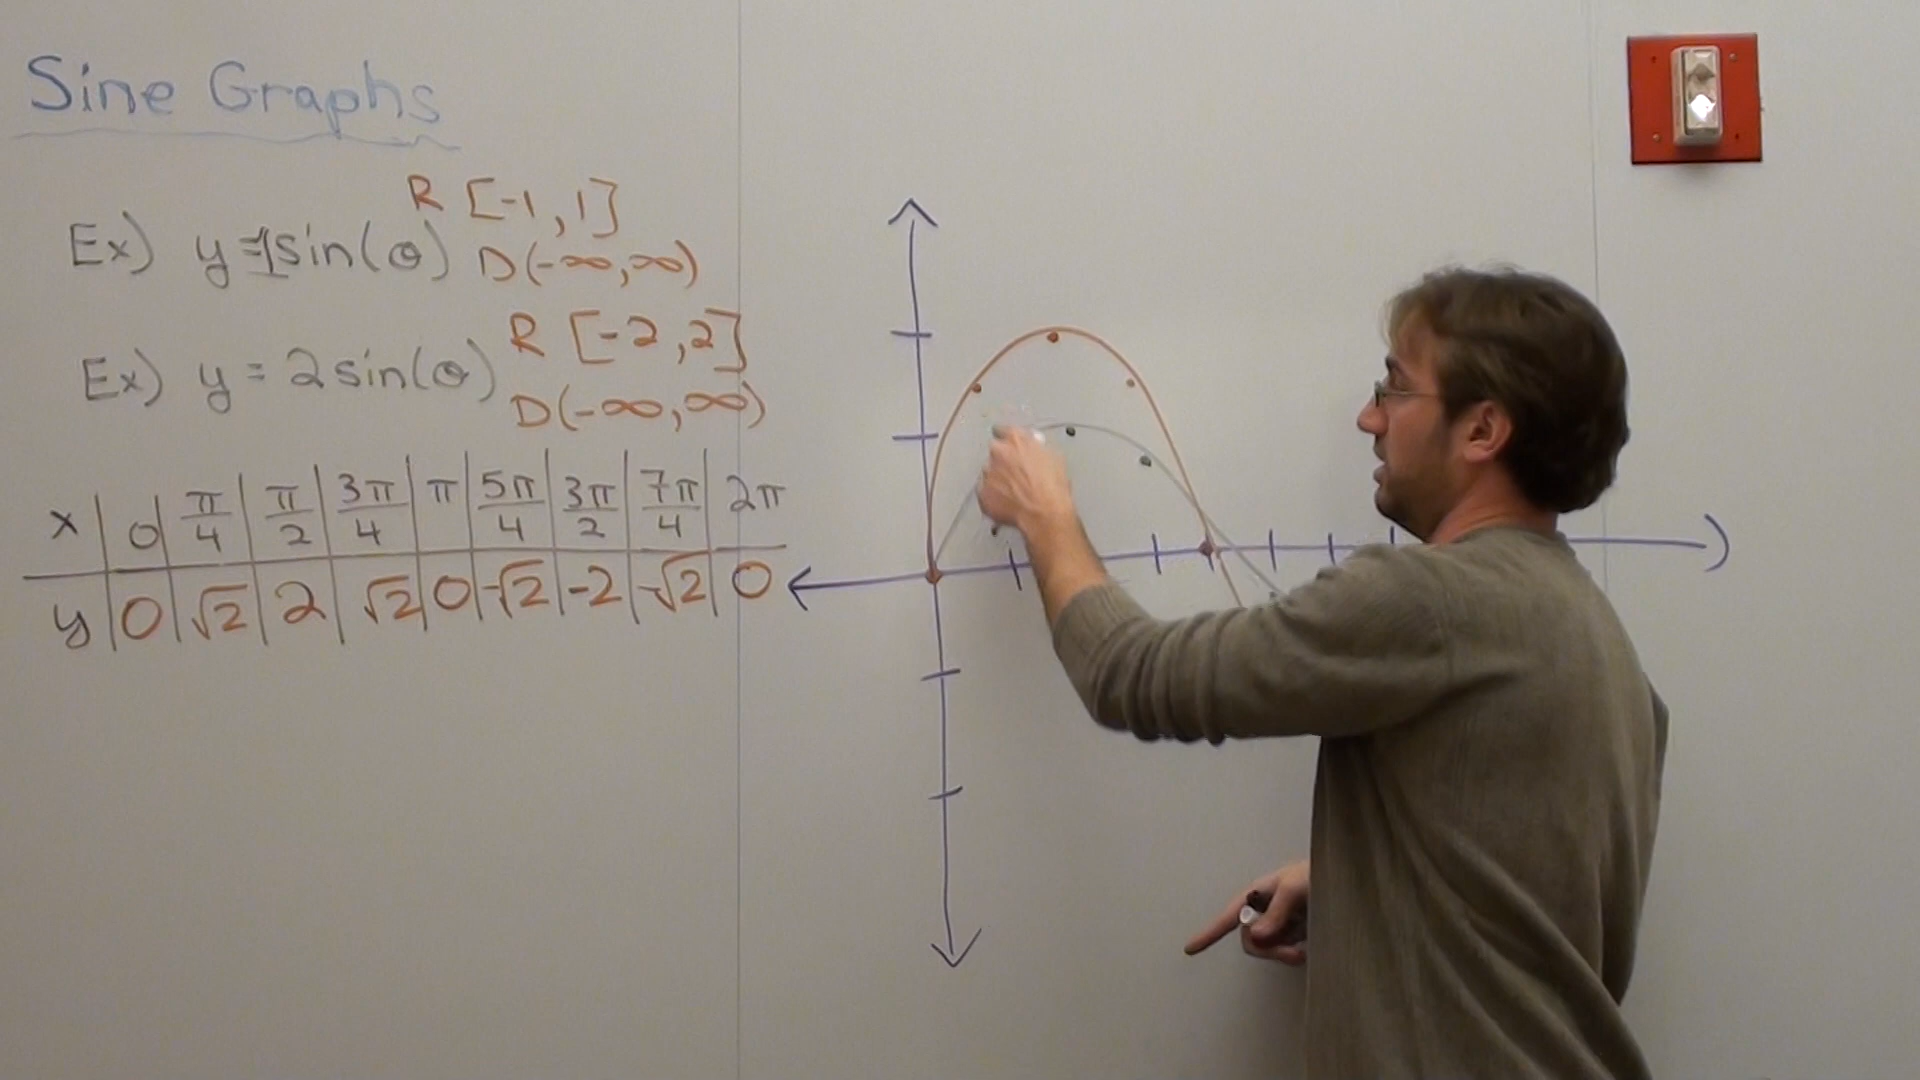 Sine Graphs
R [-1, 1]
Ex) y=1sin(θ) D(-∞,∞)
R [-2,2]
Ex) y = 2sin(θ)
D(-∞,∞)
x | 0 | π/4 | π/2 | 3π/4 | π | 5π/4 | 3π/2 | 7π/4 | 2π
y | 0 | √2 | 2 | √2 | 0 | -√2 | -2 | -√2 | 0